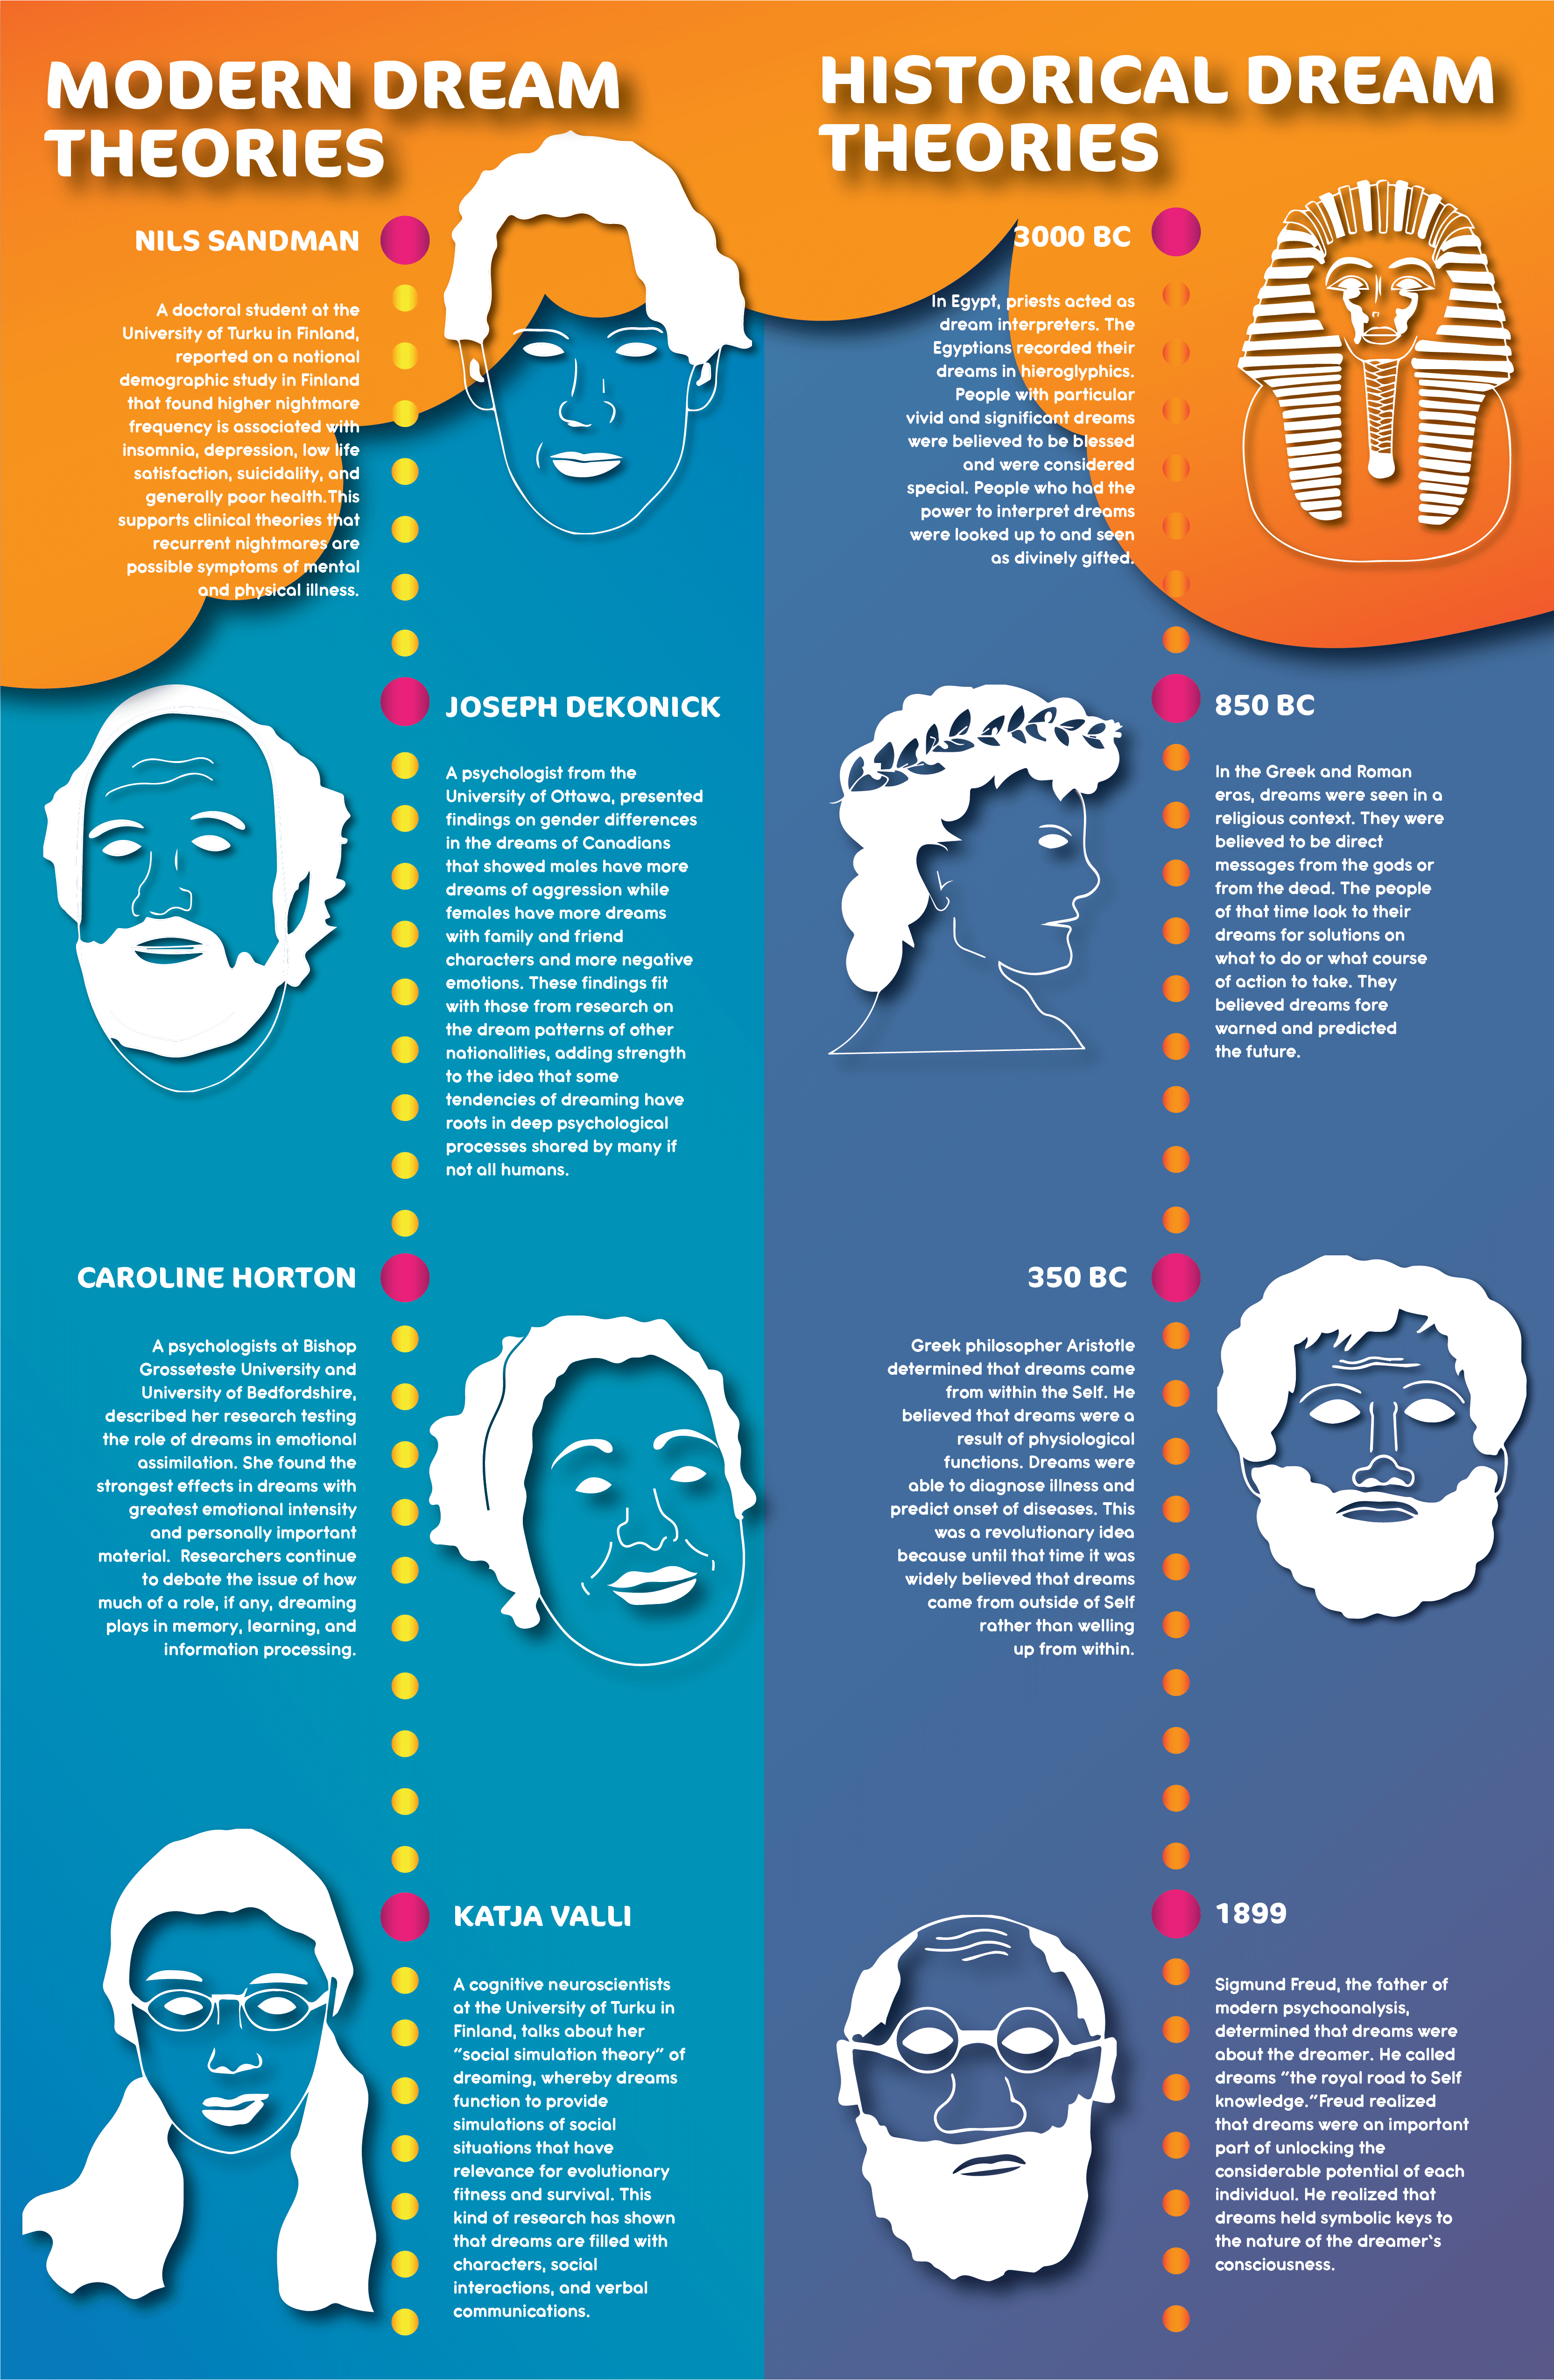 MODERN DREAM
THEORIES
NILS SANDMAN
A doctoral student at the
University of Turku in Finland,
reported on a national
demographic study in Finland
that found higher nightmare
frequency is associated with
insomnia, depression, low life
satisfaction, suicidality, and
generally poor health.This
supports clinical theories that
recurrent nightmares are
possible symptoms of mental
and physical illness.
JOSEPH DEKONICK
A psychologist from the
University of Ottawa, presented
findings on gender differences
in the dreams of Canadians
that showed males have more
dreams of aggression while
females have more dreams
with family and friend
characters and more negative
emotions. These findings fit
with those from research on
the dream patterns of other
nationalities, adding strength
to the idea that some
tendencies of dreaming have
roots in deep psychological
processes shared by many if
not all humans.
CAROLINE HORTON
A psychologists at Bishop
Grosseteste University and
University of Bedfordshire,
described her research testing
the role of dreams in emotional
assimilation. She found the
strongest effects in dreams with
greatest emotional intensity
and personally important
material.  Researchers continue
to debate the issue of how
much of a role, if any, dreaming
plays in memory, learning, and
information processing.
KATJA VALLI
A cognitive neuroscientists
at the University of Turku in
Finland, talks about her
"social simulation theory" of
dreaming, whereby dreams
function to provide
simulations of social
situations that have
relevance for evolutionary
fitness and survival. This
kind of research has shown
that dreams are filled with
characters, social
interactions, and verbal
communications.
HISTORICAL DREAM
THEORIES
3000 BC
In Egypt, priests acted as
dream interpreters. The
Egyptians recorded their
dreams in hieroglyphics.
People with particular
vivid and significant dreams
were believed to be blessed
and were considered
special. People who had the
power to interpret dreams
were looked up to and seen
as divinely gifted.
850 BC
In the Greek and Roman
eras, dreams were seen in a
religious context. They were
believed to be direct
messages from the gods or
from the dead. The people
of that time look to their
dreams for solutions on
what to do or what course
of action to take. They
believed dreams fore
warned and predicted
the future.
350 BC
Greek philosopher Aristotle
determined that dreams came
from within the Self. He
believed that dreams were a
result of physiological
functions. Dreams were
able to diagnose illness and
predict onset of diseases. This
was a revolutionary idea
because until that time it was
widely believed that dreams
came from outside of Self
rather than welling
up from within.
1899
Sigmund Freud, the father of
modern psychoanalysis,
determined that dreams were
about the dreamer. He called
dreams "the royal road to Self
knowledge."Freud realized
that dreams were an important
part of unlocking the
considerable potential of each
individual. He realized that
dreams held symbolic keys to
the nature of the dreamer`s
consciousness.